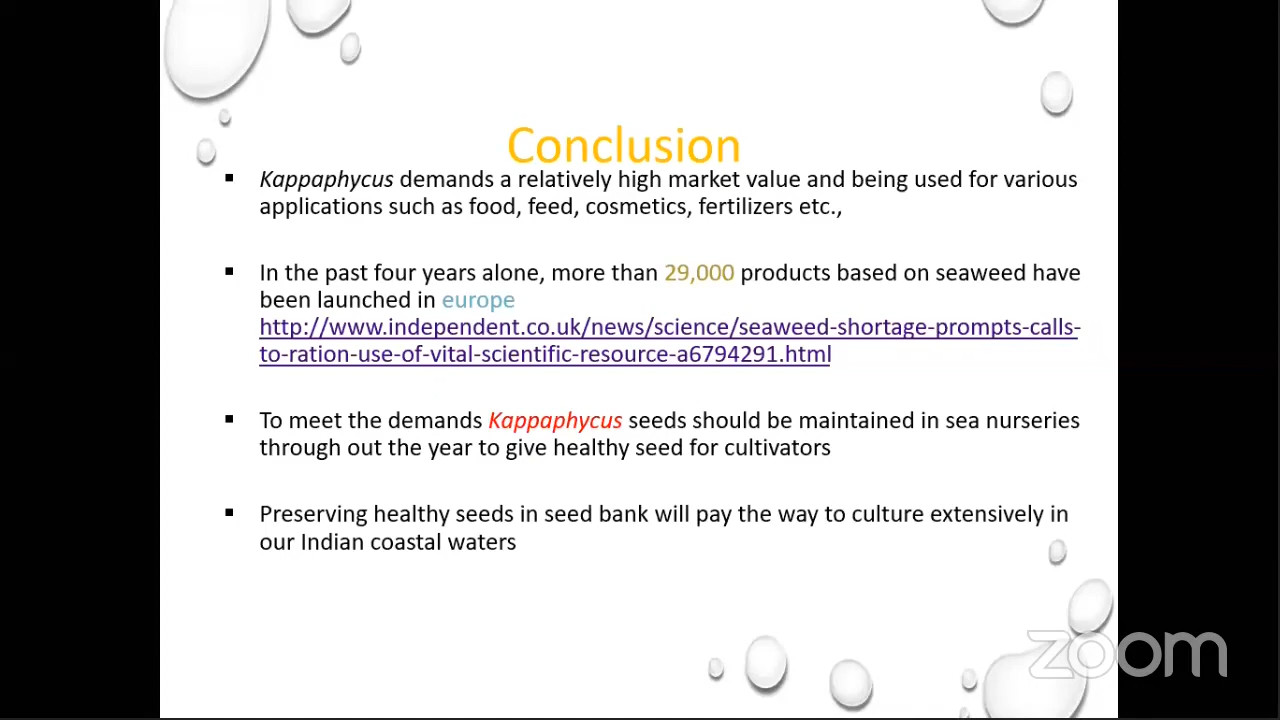 Conclusion
Kappaphycus demands a relatively high market value and being used for various
applications such as food, feed, cosmetics, fertilizers etc.,
In the past four years alone, more than 29,000 products based on seaweed have
been launched in europe
http://www.independent.co.uk/news/science/seaweed-shortage-prompts-calls-
to-ration-use-of-vital-scientific-resource-a6794291.html
To meet the demands Kappaphycus seeds should be maintained in sea nurseries
through out the year to give healthy seed for cultivators
Preserving healthy seeds in seed bank will pay the way to culture extensively in
our Indian coastal waters
zoom